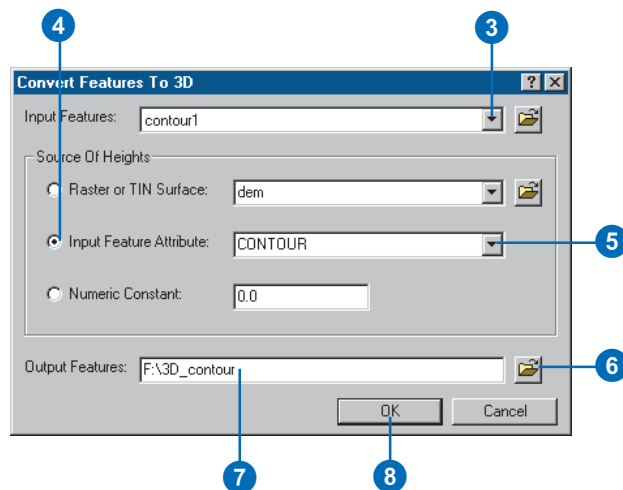 4
3
Convert Features To 3D
Input Features: contour1
Source Of Heights
Raster or TIN Surface: dem
Input Feature Attribute: CONTOUR
5
Numeric Constant: 0.0
Output Features: F:\3D_contour
6
OK Cancel
7
8